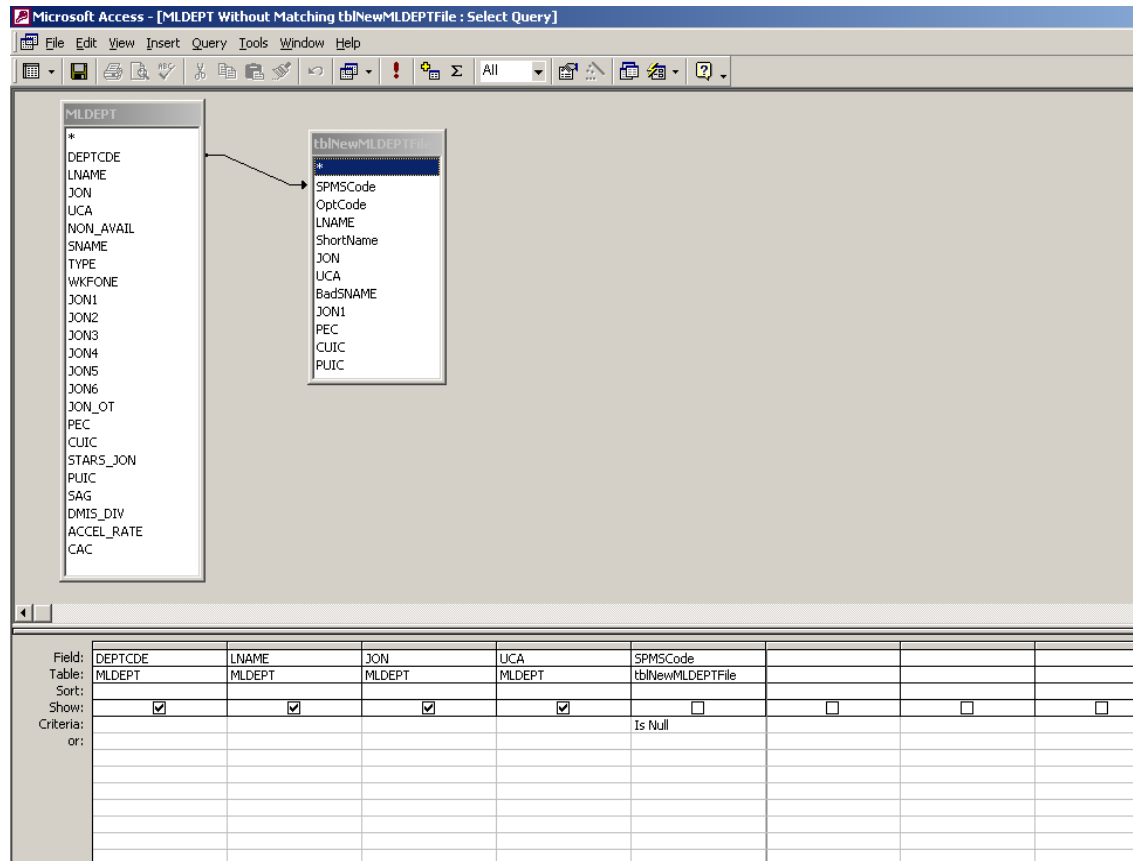 Microsoft Access - [MLDEPT Without Matching tblNewMLDEPTFile : Select Query]
File Edit View Insert Query Tools Window Help
All
MLDEPT
*
DEPTCDE
LNAME
JON
UCA
NON_AVAIL
SNAME
TYPE
WKFONE
JON1
JON2
JON3
JON4
JON5
JON6
JON_OT
PEC
CUIC
STARS_JON
PUIC
SAG
DMIS_DIV
ACCEL_RATE
CAC
tblNewMLDEPTFile
*
SPMSCode
OptCode
LNAME
ShortName
JON
UCA
BadSNAME
JON1
PEC
CUIC
PUIC
Field: DEPTCDE LNAME JON UCA SPMSCode
Table: MLDEPT MLDEPT MLDEPT MLDEPT tblNewMLDEPTFile
Sort:
Show:
Criteria: Is Null
or: